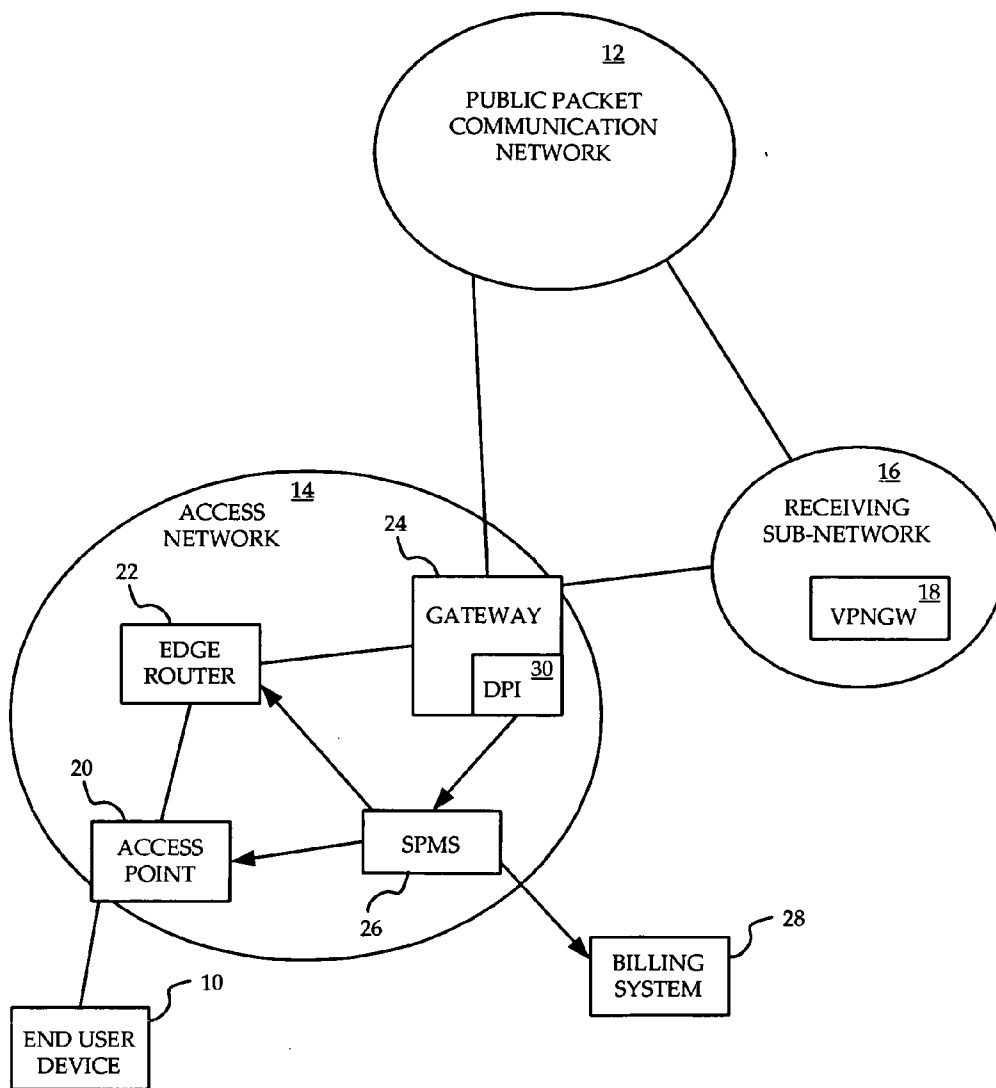 12
PUBLIC PACKET
COMMUNICATION
NETWORK
14
ACCESS
NETWORK
16
RECEIVING
SUB-NETWORK
18
VPNGW
24
GATEWAY
30
DPI
22
EDGE
ROUTER
20
ACCESS
POINT
SPMS
26
28
BILLING
SYSTEM
10
END USER
DEVICE